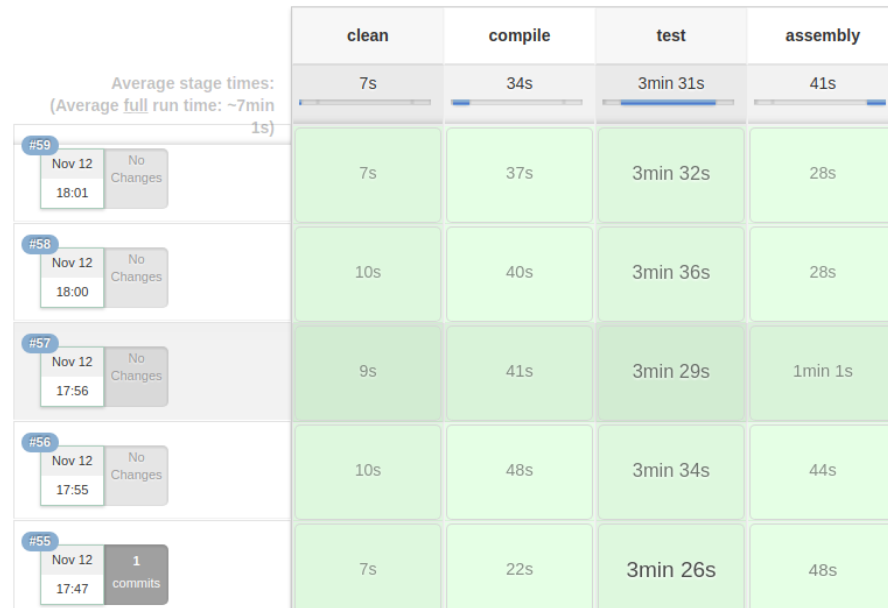 clean compile test assembly
Average stage times: 7s 34s 3min 31s 41s
(Average full run time: ~7min
1s)
#59
Nov 12 No
Changes
18:01
7s 37s 3min 32s 28s
#58
Nov 12 No
Changes
18:00
10s 40s 3min 36s 28s
#57
Nov 12 No
Changes
17:56
9s 41s 3min 29s 1min 1s
#56
Nov 12 No
Changes
17:55
10s 48s 3min 34s 44s
#55
Nov 12 1
commits
17:47
7s 22s 3min 26s 48s